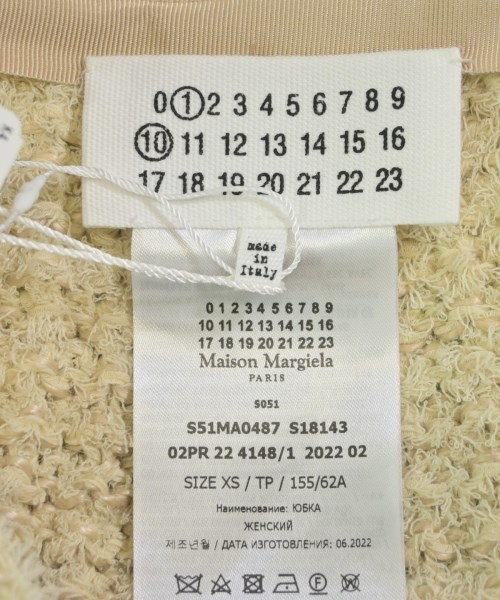 0 1 2 3 4 5 6 7 8 9
10 11 12 13 14 15 16
17 18 19 20 21 22 23
made
in
Italy
0 1 2 3 4 5 6 7 8 9
10 11 12 13 14 15 16
17 18 19 20 21 22 23
Maison Margiela
PARIS
S051
S51MA0487 S18143
02PR 22 4148/1 2022 02
SIZE XS / TP / 155/62A
Наименование: ЮБКА
ЖЕНСКИЙ
제조년월 / ДАТА ИЗГОТОВЛЕНИЯ: 06.2022